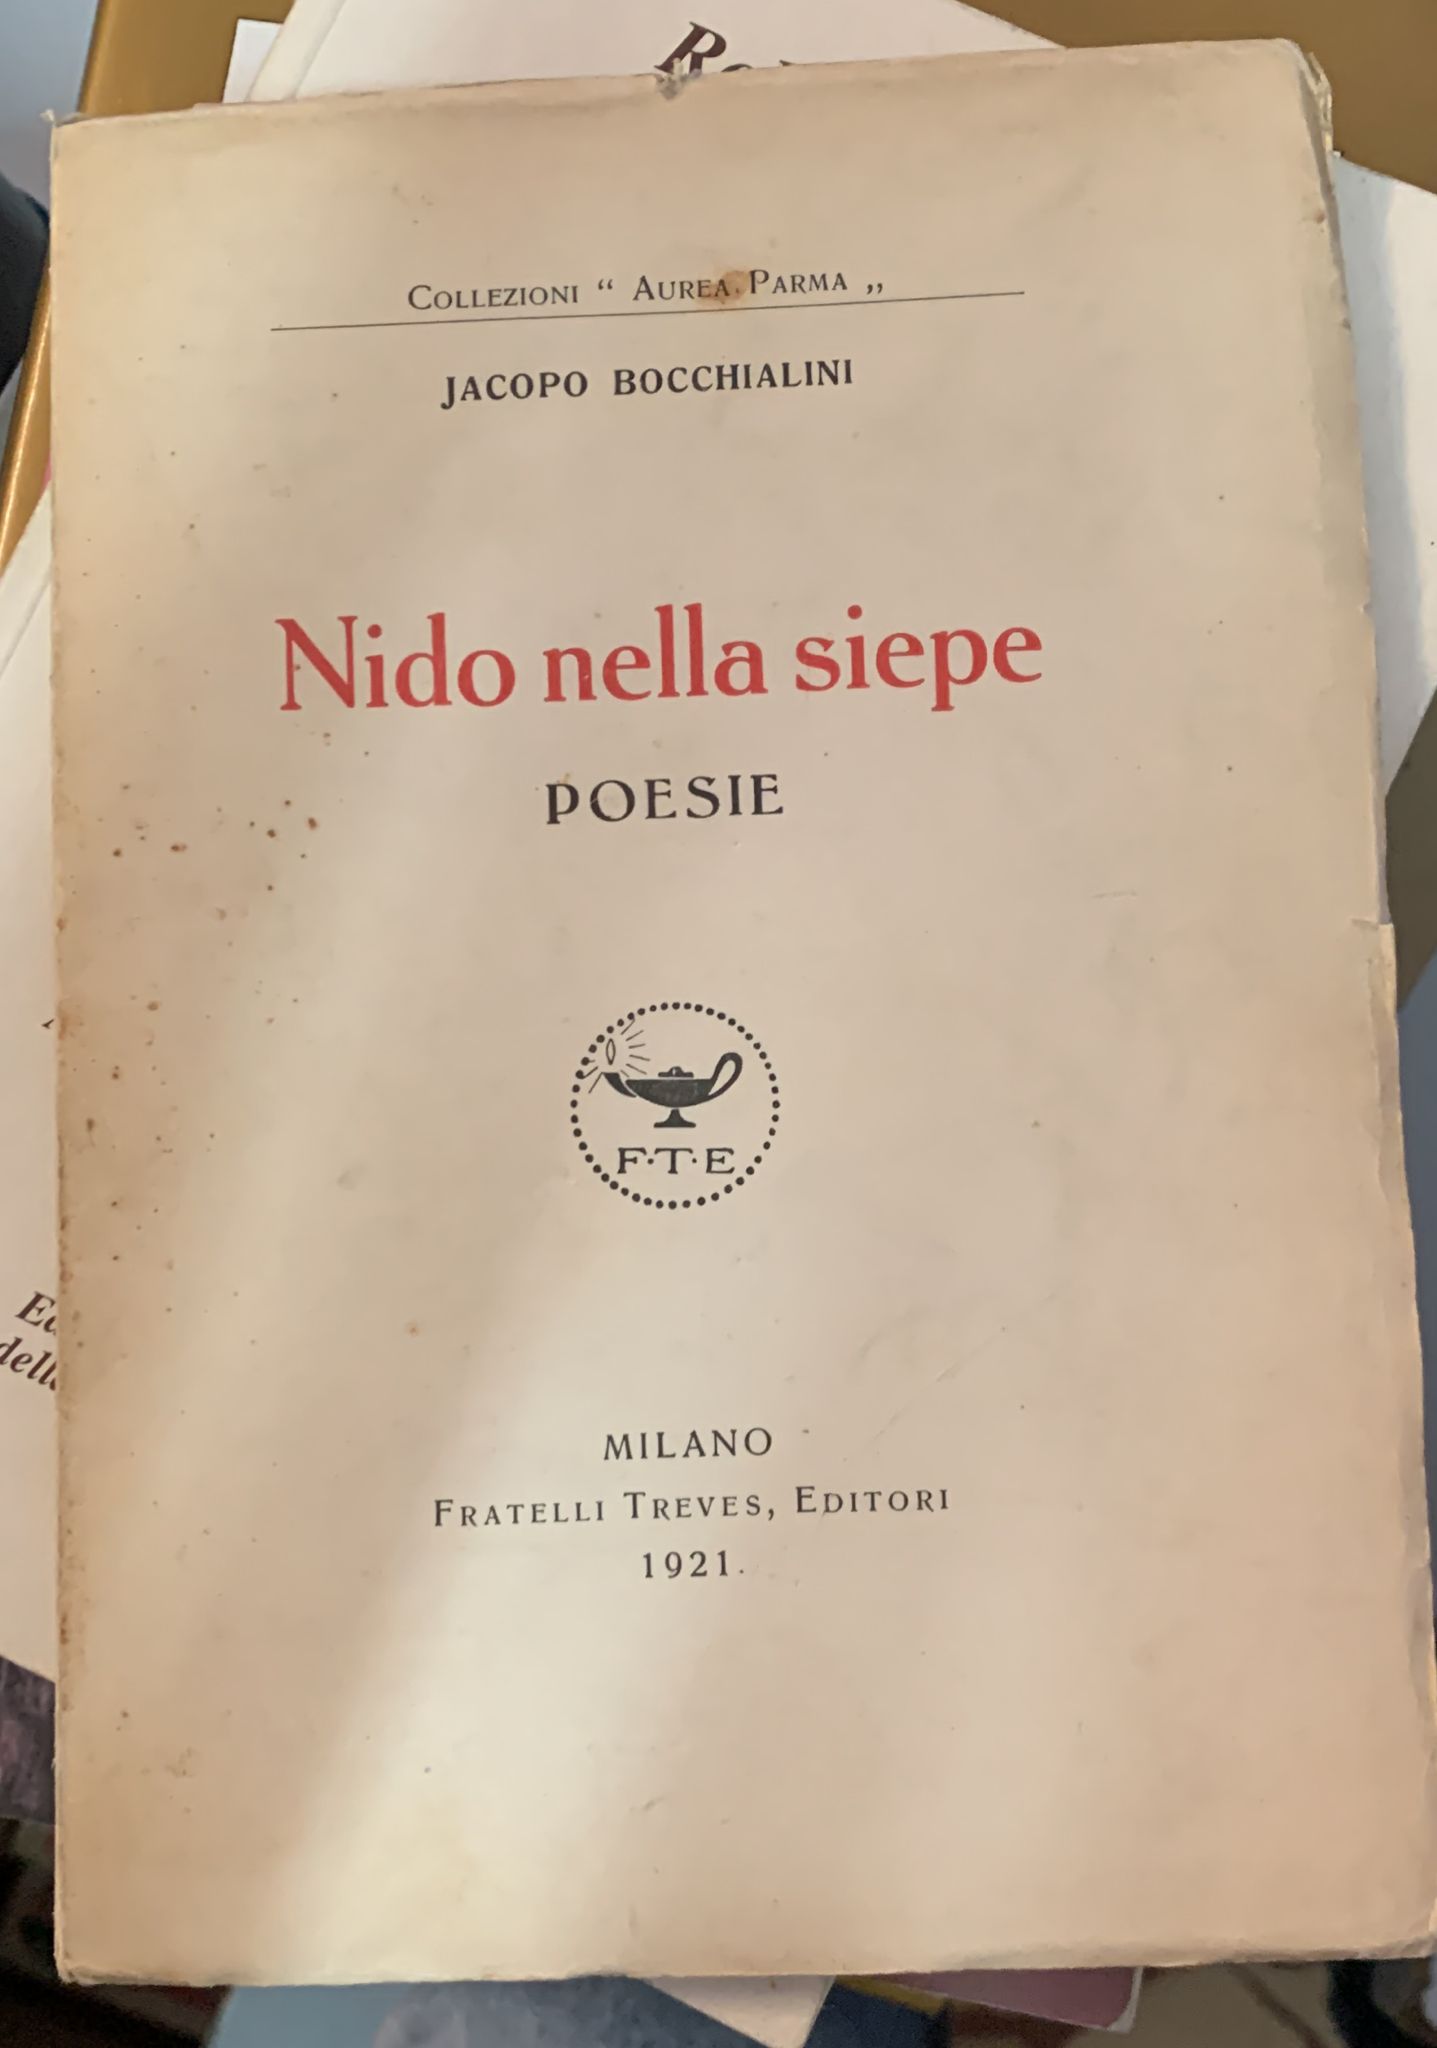 COLLEZIONI “ AUREA PARMA „
JACOPO BOCCHIALINI
Nido nella siepe
POESIE
F·T·E
MILANO
FRATELLI TREVES, EDITORI
1921.